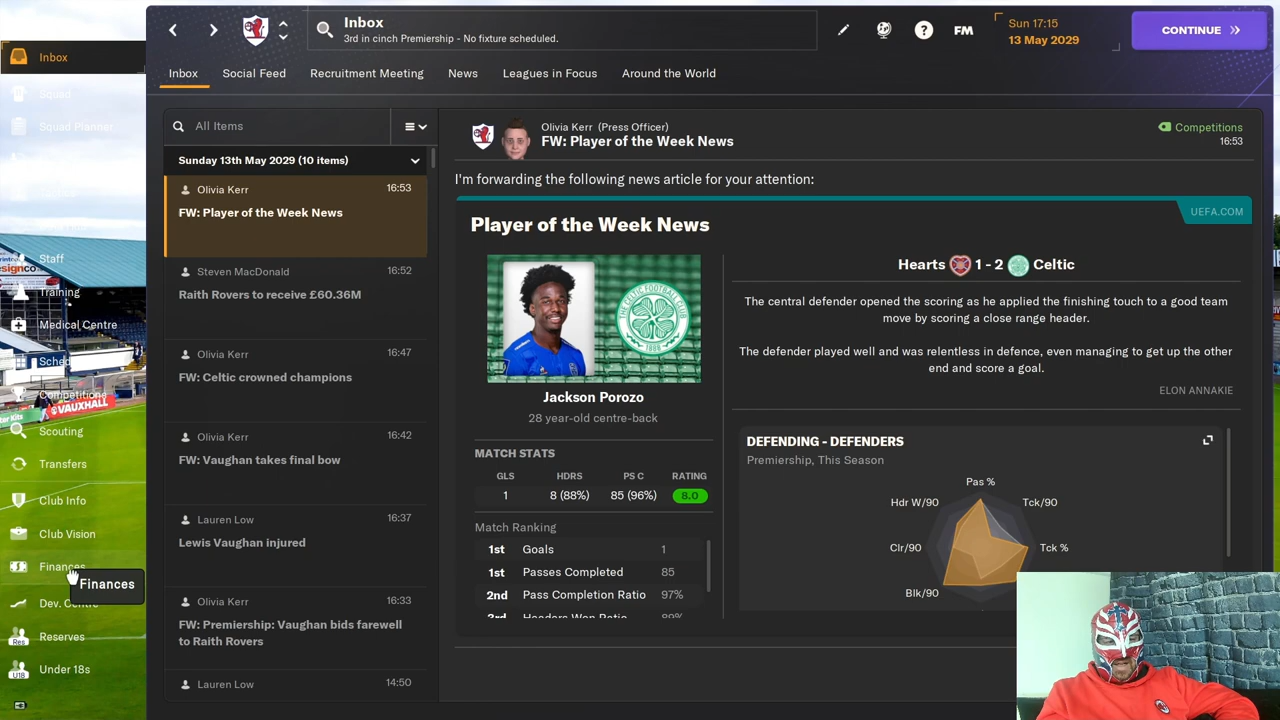 Inbox
3rd in cinch Premiership - No fixture scheduled.
FM
Sun 17:15
13 May 2029
CONTINUE
Inbox
Social Feed
Recruitment Meeting
News
Leagues in Focus
Around the World
Inbox
Squad
Squad Planner
Staff
Training
Medical Centre
Sched
Competitions
VAUXHALL
Scouting
Transfers
Club Info
Club Vision
Finances
Finances
Dev. Centre
Reserves
Under 18s
All Items
Sunday 13th May 2029 (10 items)
Olivia Kerr
16:53
FW: Player of the Week News
Steven MacDonald
16:52
Raith Rovers to receive £60.36M
Olivia Kerr
16:47
FW: Celtic crowned champions
Olivia Kerr
16:42
FW: Vaughan takes final bow
Lauren Low
16:37
Lewis Vaughan injured
Olivia Kerr
16:33
FW: Premiership: Vaughan bids farewell
to Raith Rovers
Lauren Low
14:50
Olivia Kerr (Press Officer)
FW: Player of the Week News
Competitions
16:53
I'm forwarding the following news article for your attention:
UEFA.COM
Player of the Week News
Jackson Porozo
28 year-old centre-back
MATCH STATS
GLS HDRS PS C RATING
1 8 (88%) 85 (96%) 8.0
Match Ranking
1st Goals 1
1st Passes Completed 85
2nd Pass Completion Ratio 97%
3rd Headers Won Ratio 89%
Hearts 1 - 2 Celtic
The central defender opened the scoring as he applied the finishing touch to a good team
move by scoring a close range header.
The defender played well and was relentless in defence, even managing to get up the other
end and score a goal.
ELON ANNAKIE
DEFENDING - DEFENDERS
Premiership, This Season
Pas %
Hdr W/90
Tck/90
Clr/90
Tck %
Blk/90